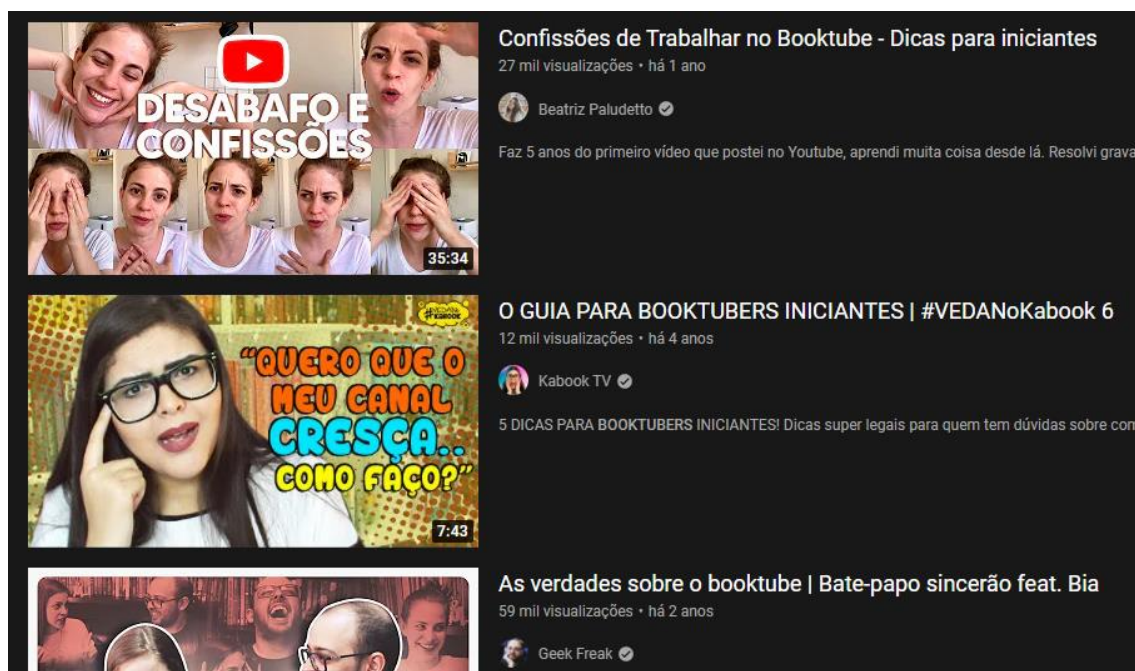 DESABAFO E
CONFISSÕES
35:34
Confissões de Trabalhar no Booktube - Dicas para iniciantes
27 mil visualizações • há 1 ano
Beatriz Paludetto
Faz 5 anos do primeiro vídeo que postei no Youtube, aprendi muita coisa desde lá. Resolvi grava
#VEDANO
KABOOK
"QUERO QUE O
MEU CANAL
CRESÇA..
COMO FAÇO?"
7:43
O GUIA PARA BOOKTUBERS INICIANTES | #VEDANoKabook 6
12 mil visualizações • há 4 anos
Kabook TV
5 DICAS PARA BOOKTUBERS INICIANTES! Dicas super legais para quem tem dúvidas sobre com
As verdades sobre o booktube | Bate-papo sincerão feat. Bia
59 mil visualizações • há 2 anos
Geek Freak